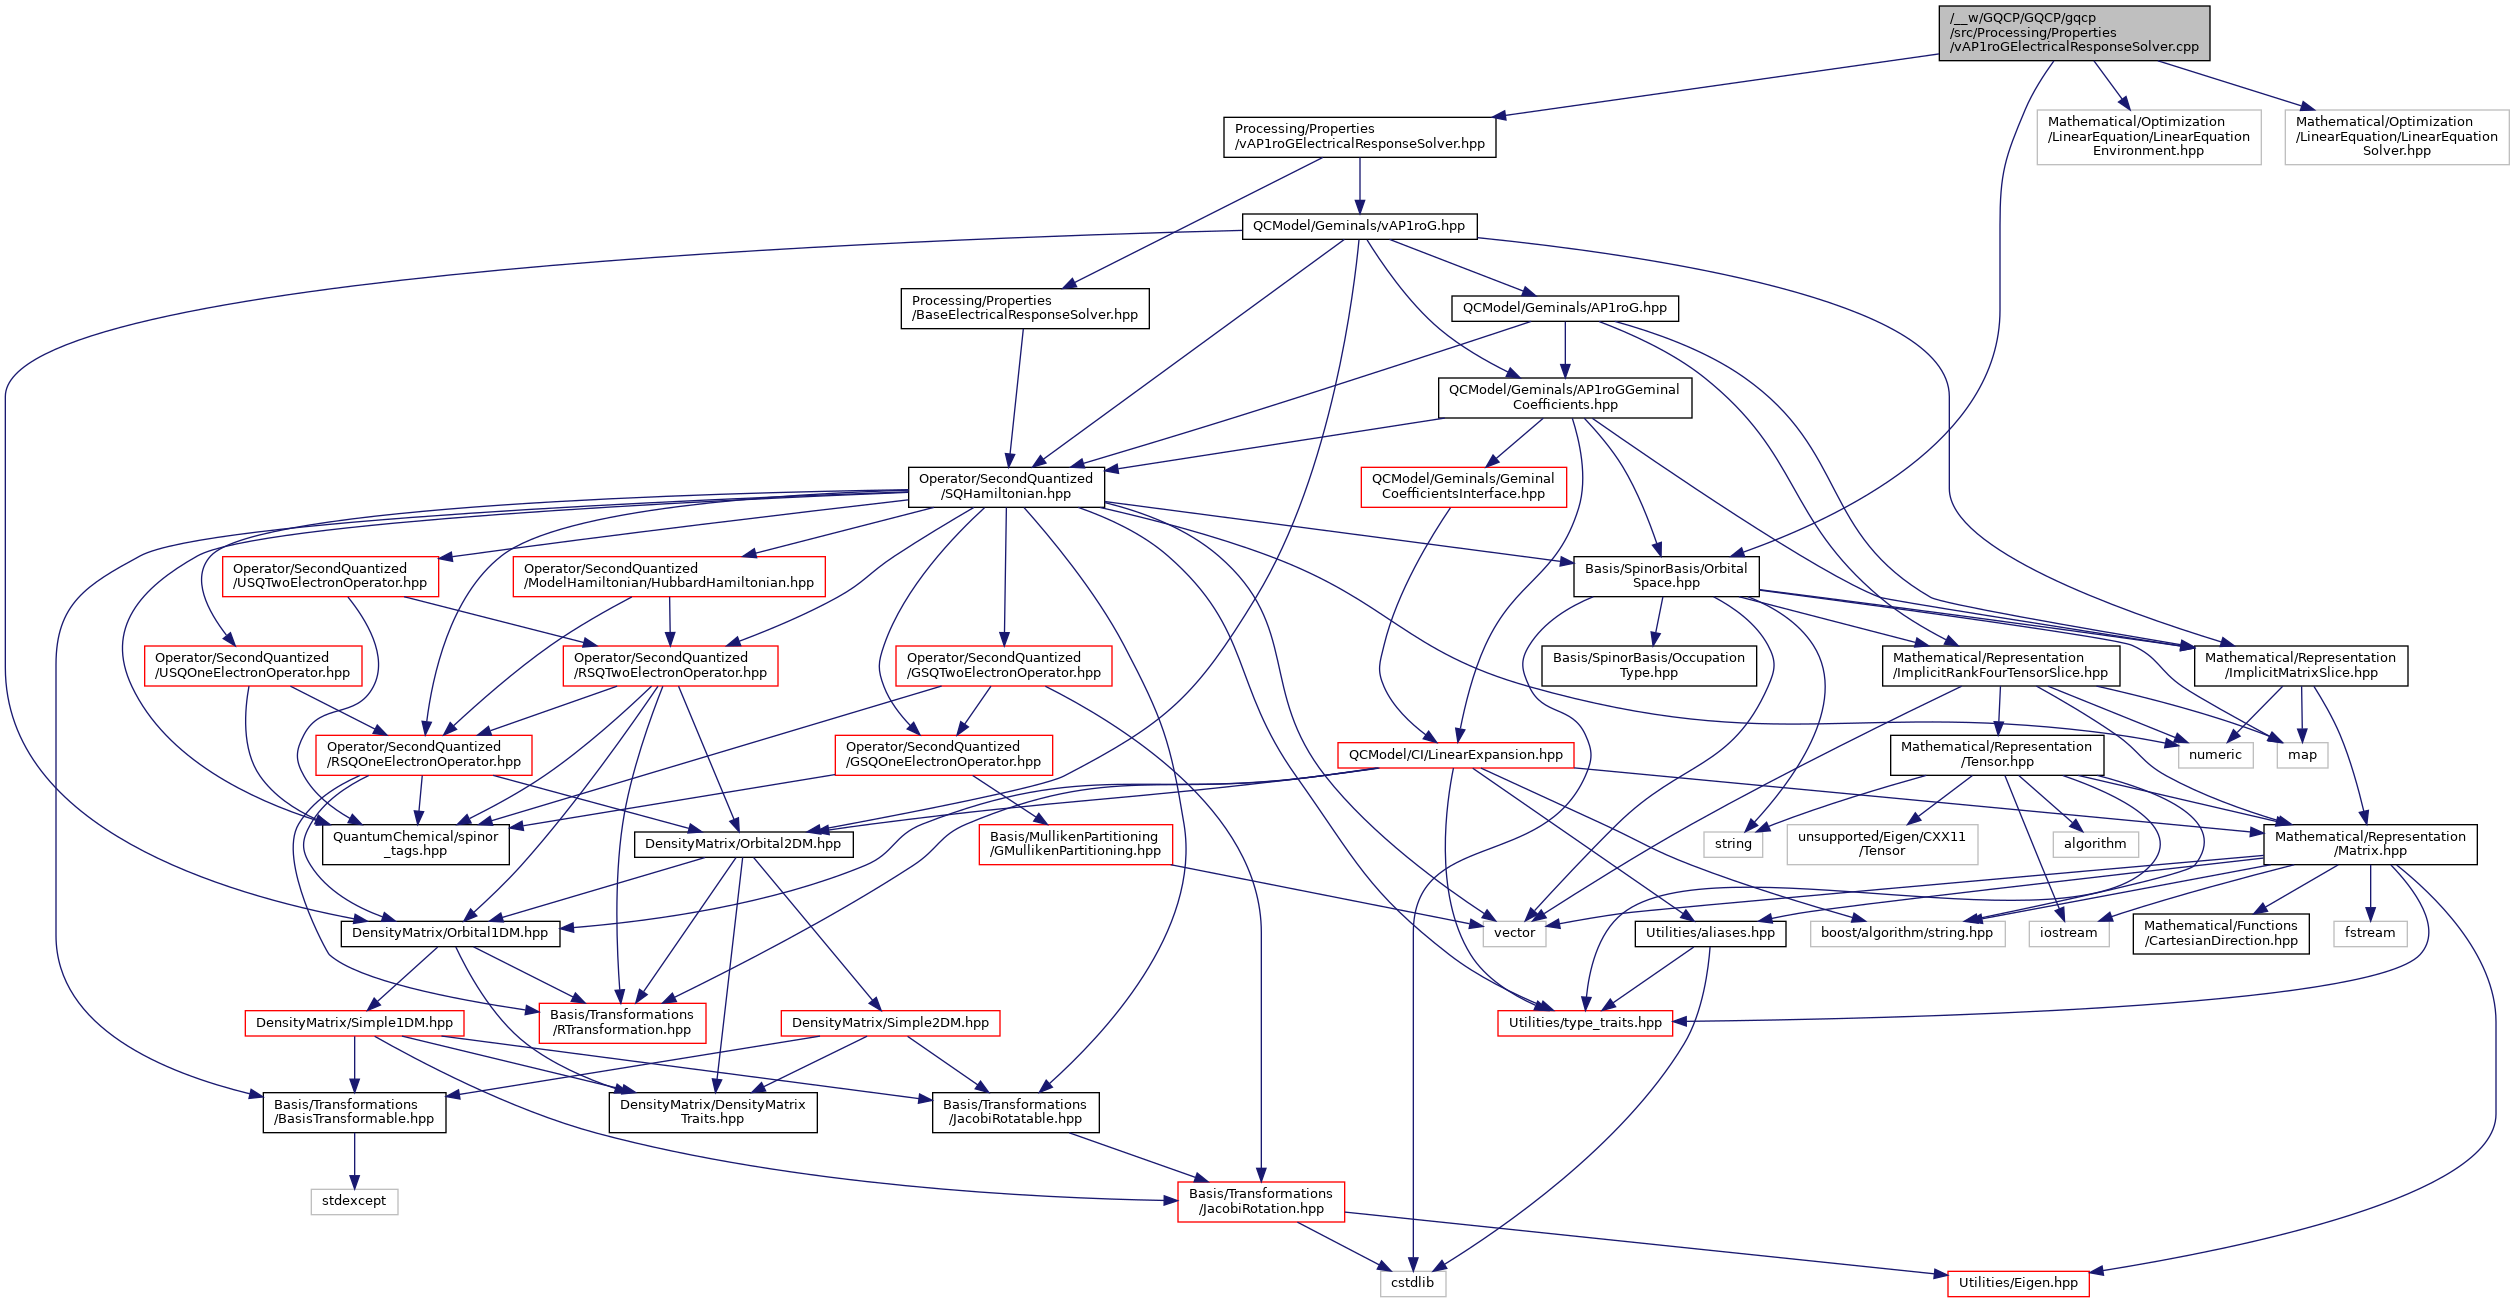 /__w/GQCP/GQCP/gqcp
/src/Processing/Properties
/vAP1roGElectricalResponseSolver.cpp
Processing/Properties
/vAP1roGElectricalResponseSolver.hpp
Mathematical/Optimization
/LinearEquation/LinearEquation
Environment.hpp
Mathematical/Optimization
/LinearEquation/LinearEquation
Solver.hpp
QCModel/Geminals/vAP1roG.hpp
Processing/Properties
/BaseElectricalResponseSolver.hpp
QCModel/Geminals/AP1roG.hpp
QCModel/Geminals/AP1roGGeminal
Coefficients.hpp
Operator/SecondQuantized
/SQHamiltonian.hpp
QCModel/Geminals/Geminal
CoefficientsInterface.hpp
Operator/SecondQuantized
/USQTwoElectronOperator.hpp
Operator/SecondQuantized
/ModelHamiltonian/HubbardHamiltonian.hpp
Basis/SpinorBasis/Orbital
Space.hpp
Operator/SecondQuantized
/USQOneElectronOperator.hpp
Operator/SecondQuantized
/RSQTwoElectronOperator.hpp
Operator/SecondQuantized
/GSQTwoElectronOperator.hpp
Basis/SpinorBasis/Occupation
Type.hpp
Mathematical/Representation
/ImplicitRankFourTensorSlice.hpp
Mathematical/Representation
/ImplicitMatrixSlice.hpp
Operator/SecondQuantized
/RSQOneElectronOperator.hpp
Operator/SecondQuantized
/GSQOneElectronOperator.hpp
QCModel/CI/LinearExpansion.hpp
Mathematical/Representation
/Tensor.hpp
numeric
map
QuantumChemical/spinor
_tags.hpp
DensityMatrix/Orbital2DM.hpp
Basis/MullikenPartitioning
/GMullikenPartitioning.hpp
string
unsupported/Eigen/CXX11
/Tensor
algorithm
Mathematical/Representation
/Matrix.hpp
DensityMatrix/Orbital1DM.hpp
vector
Utilities/aliases.hpp
boost/algorithm/string.hpp
iostream
Mathematical/Functions
/CartesianDirection.hpp
fstream
DensityMatrix/Simple1DM.hpp
Basis/Transformations
/RTransformation.hpp
DensityMatrix/Simple2DM.hpp
Utilities/type_traits.hpp
Basis/Transformations
/BasisTransformable.hpp
DensityMatrix/DensityMatrix
Traits.hpp
Basis/Transformations
/JacobiRotatable.hpp
stdexcept
Basis/Transformations
/JacobiRotation.hpp
cstdlib
Utilities/Eigen.hpp